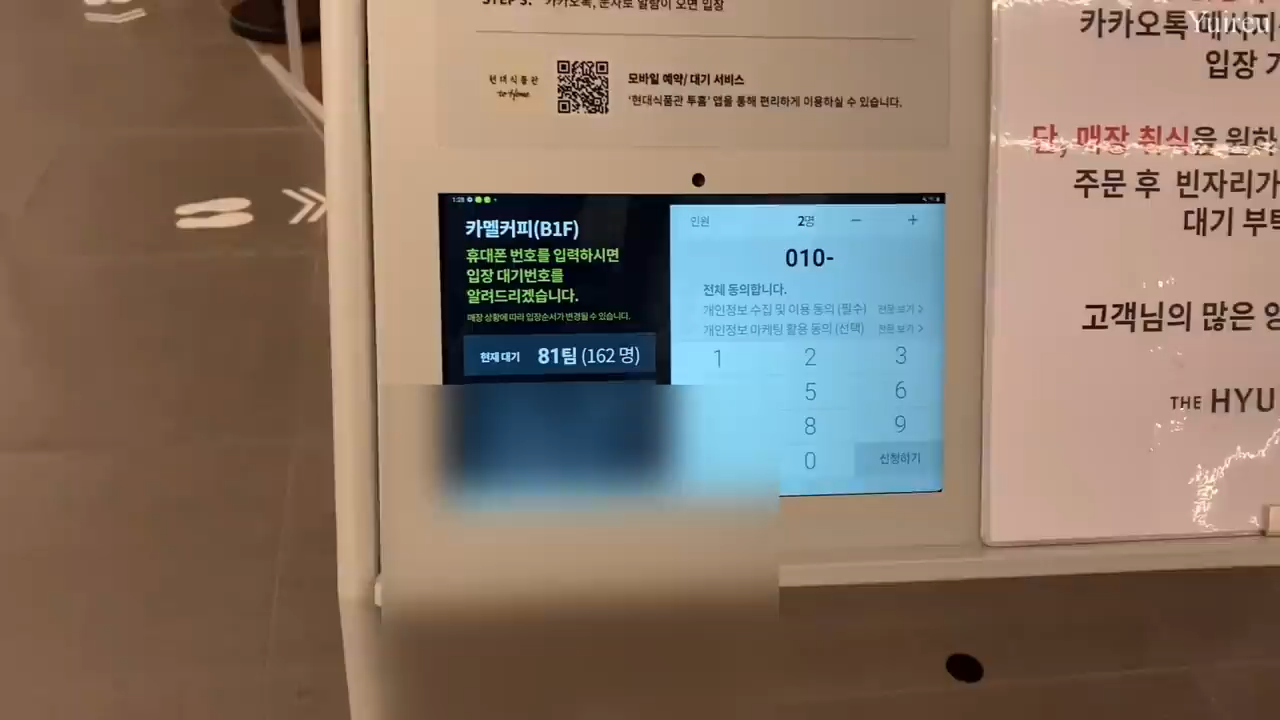 STEP 3. 카카오톡, 문자로 알람이 오면 입장
현대식품관
to Home
모바일 예약/ 대기 서비스
'현대식품관 투홈' 앱을 통해 편리하게 이용하실 수 있습니다.
1:28
카멜커피(B1F)
휴대폰 번호를 입력하시면
입장 대기번호를
알려드리겠습니다.
매장 상황에 따라 입장순서가 변경될 수 있습니다.
현재 대기 81팀 (162 명)
인원 2명 − +
010-
전체 동의합니다.
개인정보 수집 및 이용 동의 (필수) 전문 보기 >
개인정보 마케팅 활용 동의 (선택) 전문 보기 >
1 2 3
5 6
8 9
0 신청하기
Yuireu
카카오톡
입장
단, 매장 취식을 원하
주문 후 빈자리가
대기 부탁
고객님의 많은
THE HYU